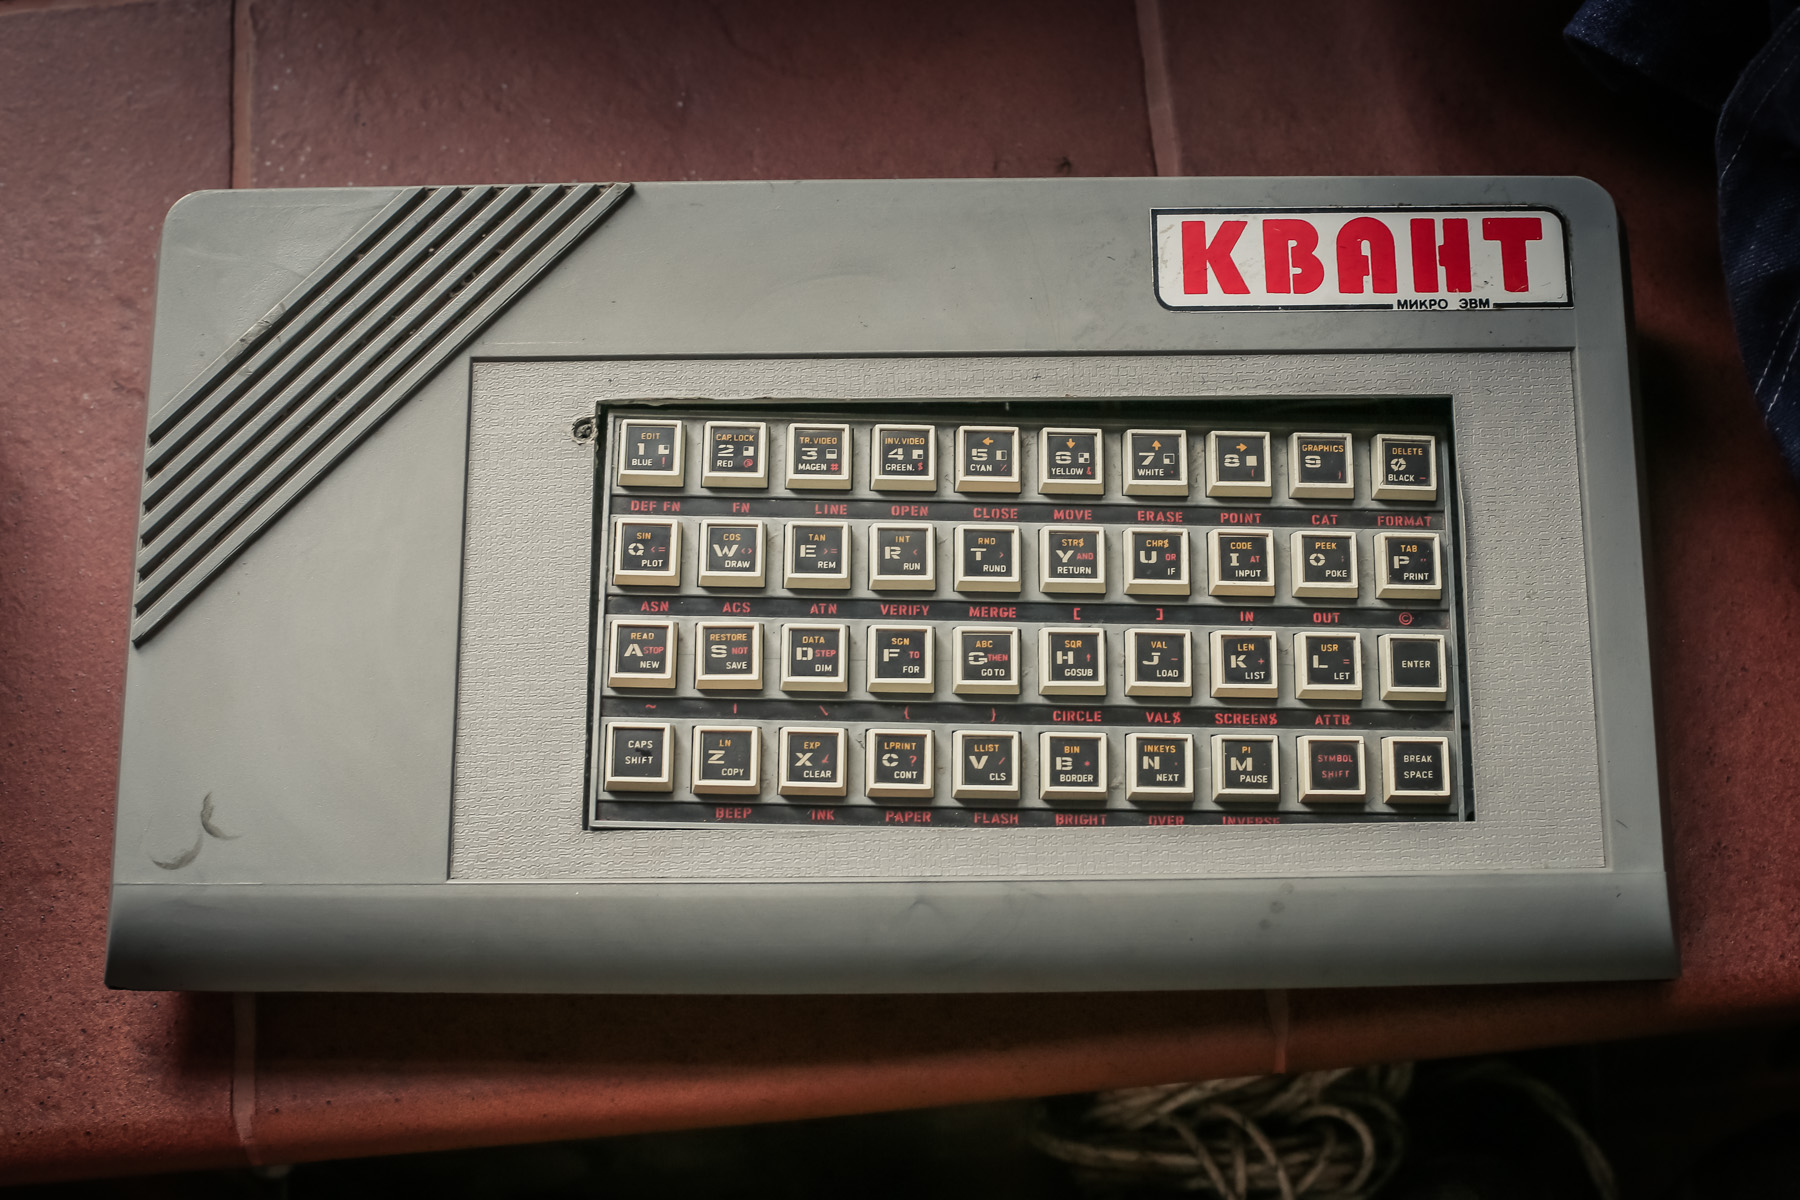 КВАНТ
МИКРО ЭВМ
EDIT CAP.LOCK TR.VIDEO INV.VIDEO ← ↓ ↑ → GRAPHICS DELETE
1 2 3 4 5 6 7 8 9 0
BLUE ! RED @ MAGEN # GREEN. $ CYAN % YELLOW & WHITE BLACK
DEF FN FN LINE OPEN CLOSE MOVE ERASE POINT CAT FORMAT
SIN COS TAN INT RND STR$ CHR$ CODE PEEK TAB
Q <= W <> E >= R < T > Y AND U OR I AT O P "
PLOT DRAW REM RUN RUND RETURN IF INPUT POKE PRINT
ASN ACS ATN VERIFY MERGE [ ] IN OUT ©
READ RESTORE DATA SGN ABC SQR VAL LEN USR
A STOP S NOT D STEP F TO G THEN H ↑ J - K + L = ENTER
NEW SAVE DIM FOR GOTO GOSUB LOAD LIST LET
~ | \ { } CIRCLE VAL$ SCREEN$ ATTR
CAPS LN EXP LPRINT LLIST BIN INKEYS PI SYMBOL BREAK
SHIFT Z X C ? V / B * N M SHIFT SPACE
COPY CLEAR CONT CLS BORDER NEXT PAUSE
BEEP INK PAPER FLASH BRIGHT OVER INVERSE